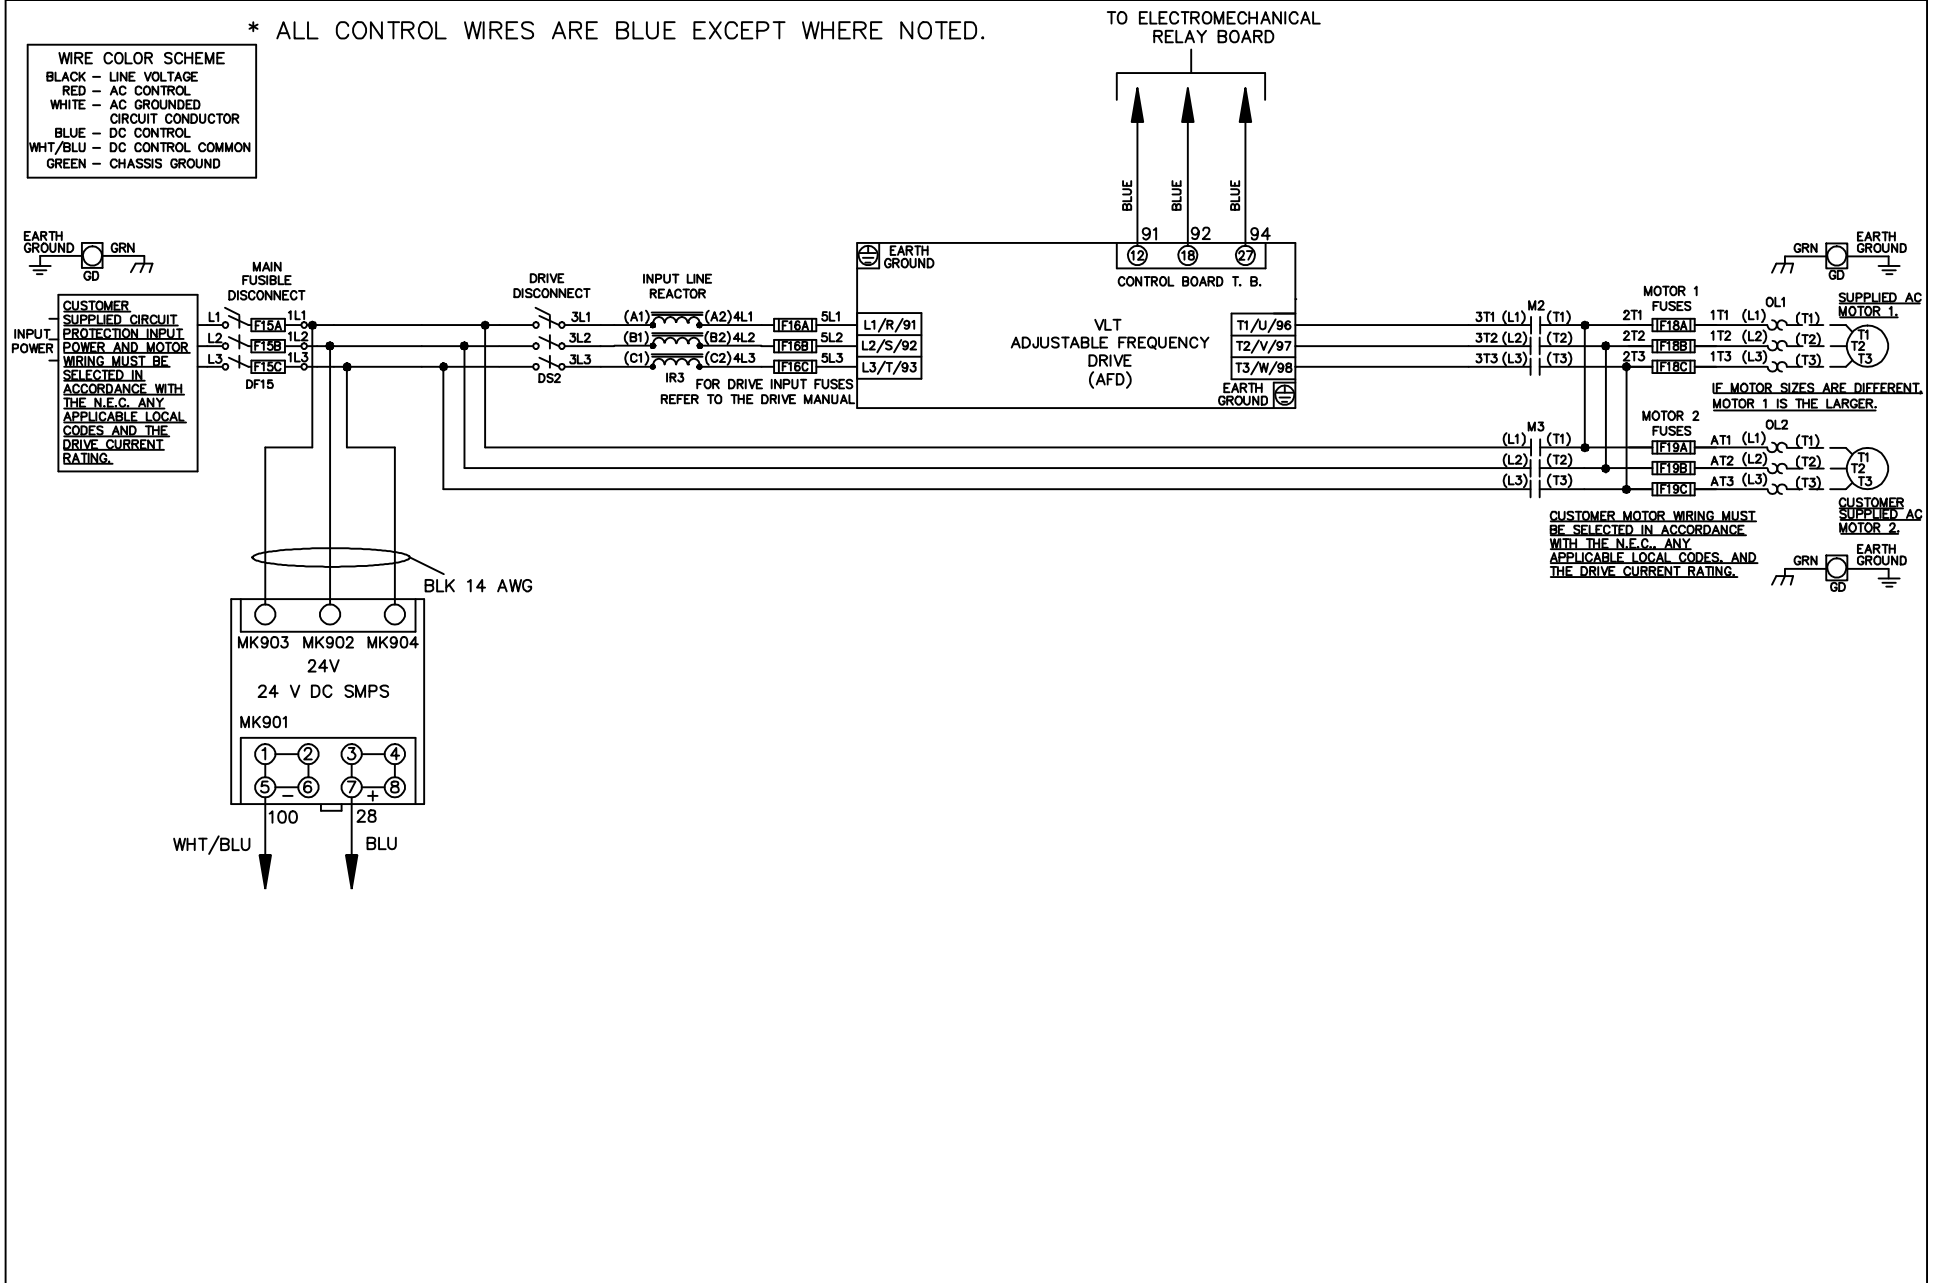 * ALL CONTROL WIRES ARE BLUE EXCEPT WHERE NOTED.
TO ELECTROMECHANICAL
RELAY BOARD
WIRE COLOR SCHEME
BLACK – LINE VOLTAGE
RED – AC CONTROL
WHITE – AC GROUNDED
CIRCUIT CONDUCTOR
BLUE – DC CONTROL
WHT/BLU – DC CONTROL COMMON
GREEN – CHASSIS GROUND
BLUE
BLUE
BLUE
91 92 94
12 18 27
CONTROL BOARD T. B.
EARTH
GROUND
GRN
GD
MAIN
FUSIBLE
DISCONNECT
DRIVE
DISCONNECT
INPUT LINE
REACTOR
EARTH
GROUND
INPUT
POWER
CUSTOMER
SUPPLIED CIRCUIT
PROTECTION INPUT
POWER AND MOTOR
WIRING MUST BE
SELECTED IN
ACCORDANCE WITH
THE N.E.C. ANY
APPLICABLE LOCAL
CODES AND THE
DRIVE CURRENT
RATING.
L1 F15A 1L1
L2 F15B 1L2
L3 F15C 1L3
DF15
3L1
3L2
3L3
DS2
(A1) (A2) 4L1
(B1) (B2) 4L2
(C1) (C2) 4L3
IR3
F16A 5L1
F16B 5L2
F16C 5L3
FOR DRIVE INPUT FUSES
REFER TO THE DRIVE MANUAL
L1/R/91
L2/S/92
L3/T/93
VLT
ADJUSTABLE FREQUENCY
DRIVE
(AFD)
T1/U/96
T2/V/97
T3/W/98
EARTH
GROUND
M2
3T1 (L1) (T1)
3T2 (L2) (T2)
3T3 (L3) (T3)
MOTOR 1
FUSES
2T1 F18A 1T1 (L1) (T1)
2T2 F18B 1T2 (L2) (T2)
2T3 F18C 1T3 (L3) (T3)
OL1
GRN
GD
EARTH
GROUND
SUPPLIED AC
MOTOR 1.
T1
T2
T3
IF MOTOR SIZES ARE DIFFERENT,
MOTOR 1 IS THE LARGER.
M3
(L1) (T1)
(L2) (T2)
(L3) (T3)
MOTOR 2
FUSES
F19A AT1 (L1) (T1)
F19B AT2 (L2) (T2)
F19C AT3 (L3) (T3)
OL2
T1
T2
T3
CUSTOMER
SUPPLIED AC
MOTOR 2.
CUSTOMER MOTOR WIRING MUST
BE SELECTED IN ACCORDANCE
WITH THE N.E.C., ANY
APPLICABLE LOCAL CODES, AND
THE DRIVE CURRENT RATING.
GRN
GD
EARTH
GROUND
BLK 14 AWG
MK903 MK902 MK904
24V
24 V DC SMPS
MK901
1 2 3 4
5 – 6 7 + 8
100 28
WHT/BLU BLU